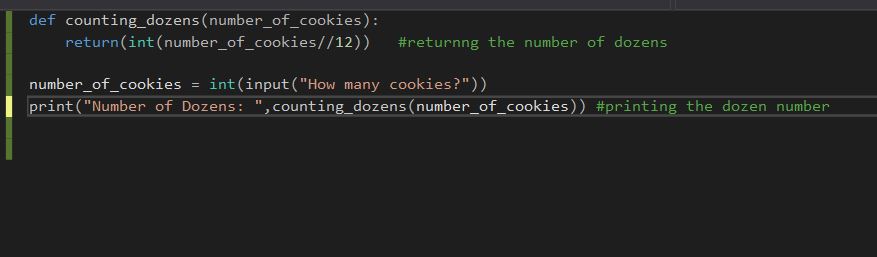 def counting_dozens(number_of_cookies):
    return(int(number_of_cookies//12))   #returnng the number of dozens
number_of_cookies = int(input("How many cookies?"))
print("Number of Dozens: ",counting_dozens(number_of_cookies)) #printing the dozen number